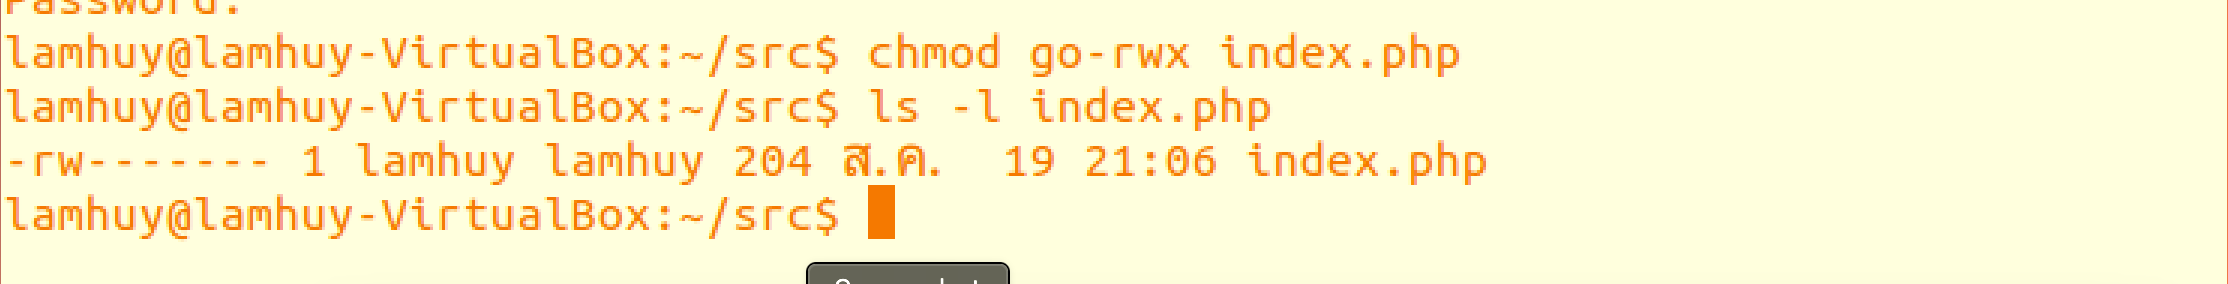 Password:
lamhuy@lamhuy-VirtualBox:~/src$ chmod go-rwx index.php
lamhuy@lamhuy-VirtualBox:~/src$ ls -l index.php
-rw------- 1 lamhuy lamhuy 204 ส.ค.  19 21:06 index.php
lamhuy@lamhuy-VirtualBox:~/src$